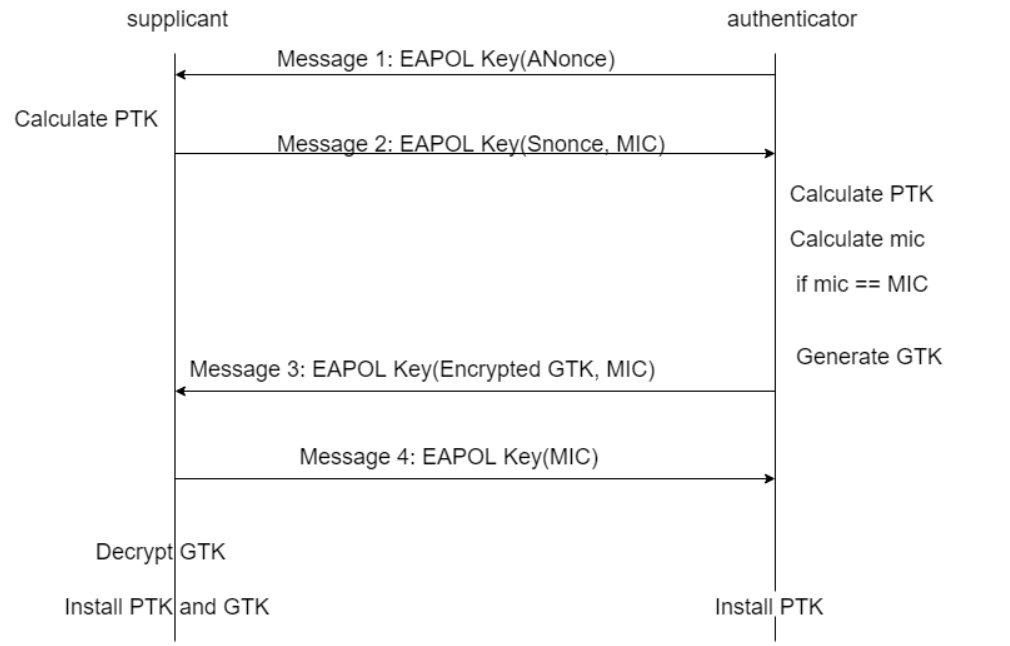 supplicant
authenticator
Message 1: EAPOL Key(ANonce)
Calculate PTK
Message 2: EAPOL Key(Snonce, MIC)
Calculate PTK
Calculate mic
if mic == MIC
Generate GTK
Message 3: EAPOL Key(Encrypted GTK, MIC)
Message 4: EAPOL Key(MIC)
Decrypt GTK
Install PTK and GTK
Install PTK